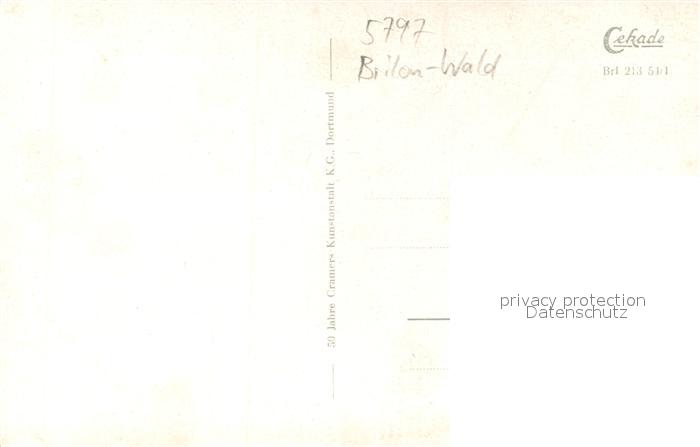 5797
Brilon-Wald
Cekade
Brl 213 51/1
50 Jahre Cramers Kunstanstalt K.G., Dortmund
privacy protection
Datenschutz